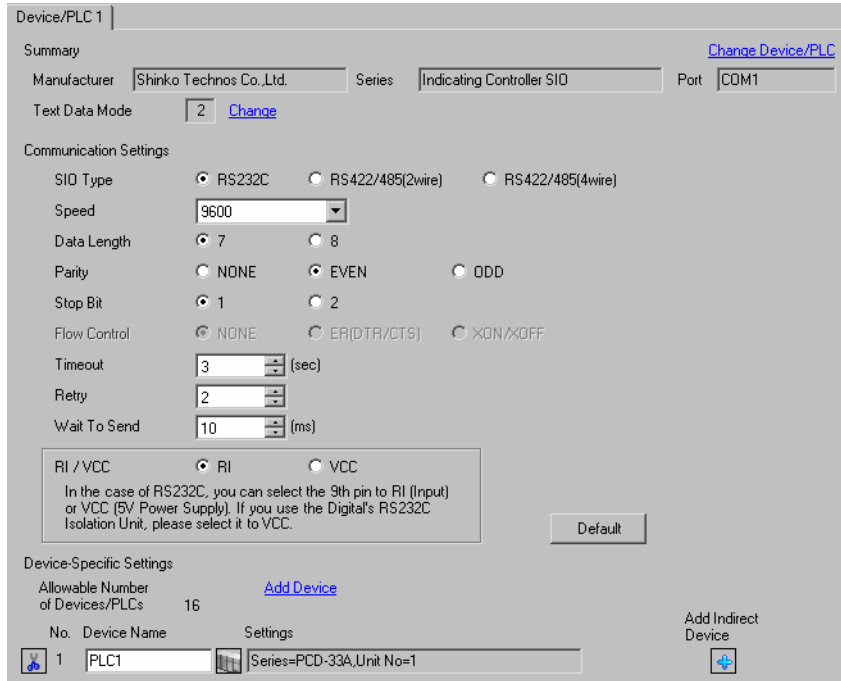 Device/PLC 1
Summary Change Device/PLC
Manufacturer Shinko Technos Co.,Ltd. Series Indicating Controller SIO Port COM1
Text Data Mode 2 Change
Communication Settings
SIO Type RS232C RS422/485(2wire) RS422/485(4wire)
Speed 9600
Data Length 7 8
Parity NONE EVEN ODD
Stop Bit 1 2
Flow Control NONE ER(DTR/CTS) XON/XOFF
Timeout 3 (sec)
Retry 2
Wait To Send 10 (ms)
RI / VCC RI VCC
In the case of RS232C, you can select the 9th pin to RI (Input)
or VCC (5V Power Supply). If you use the Digital's RS232C
Isolation Unit, please select it to VCC.
Default
Device-Specific Settings
Allowable Number
of Devices/PLCs 16 Add Device
Add Indirect
Device
No. Device Name Settings
1 PLC1 Series=PCD-33A,Unit No=1